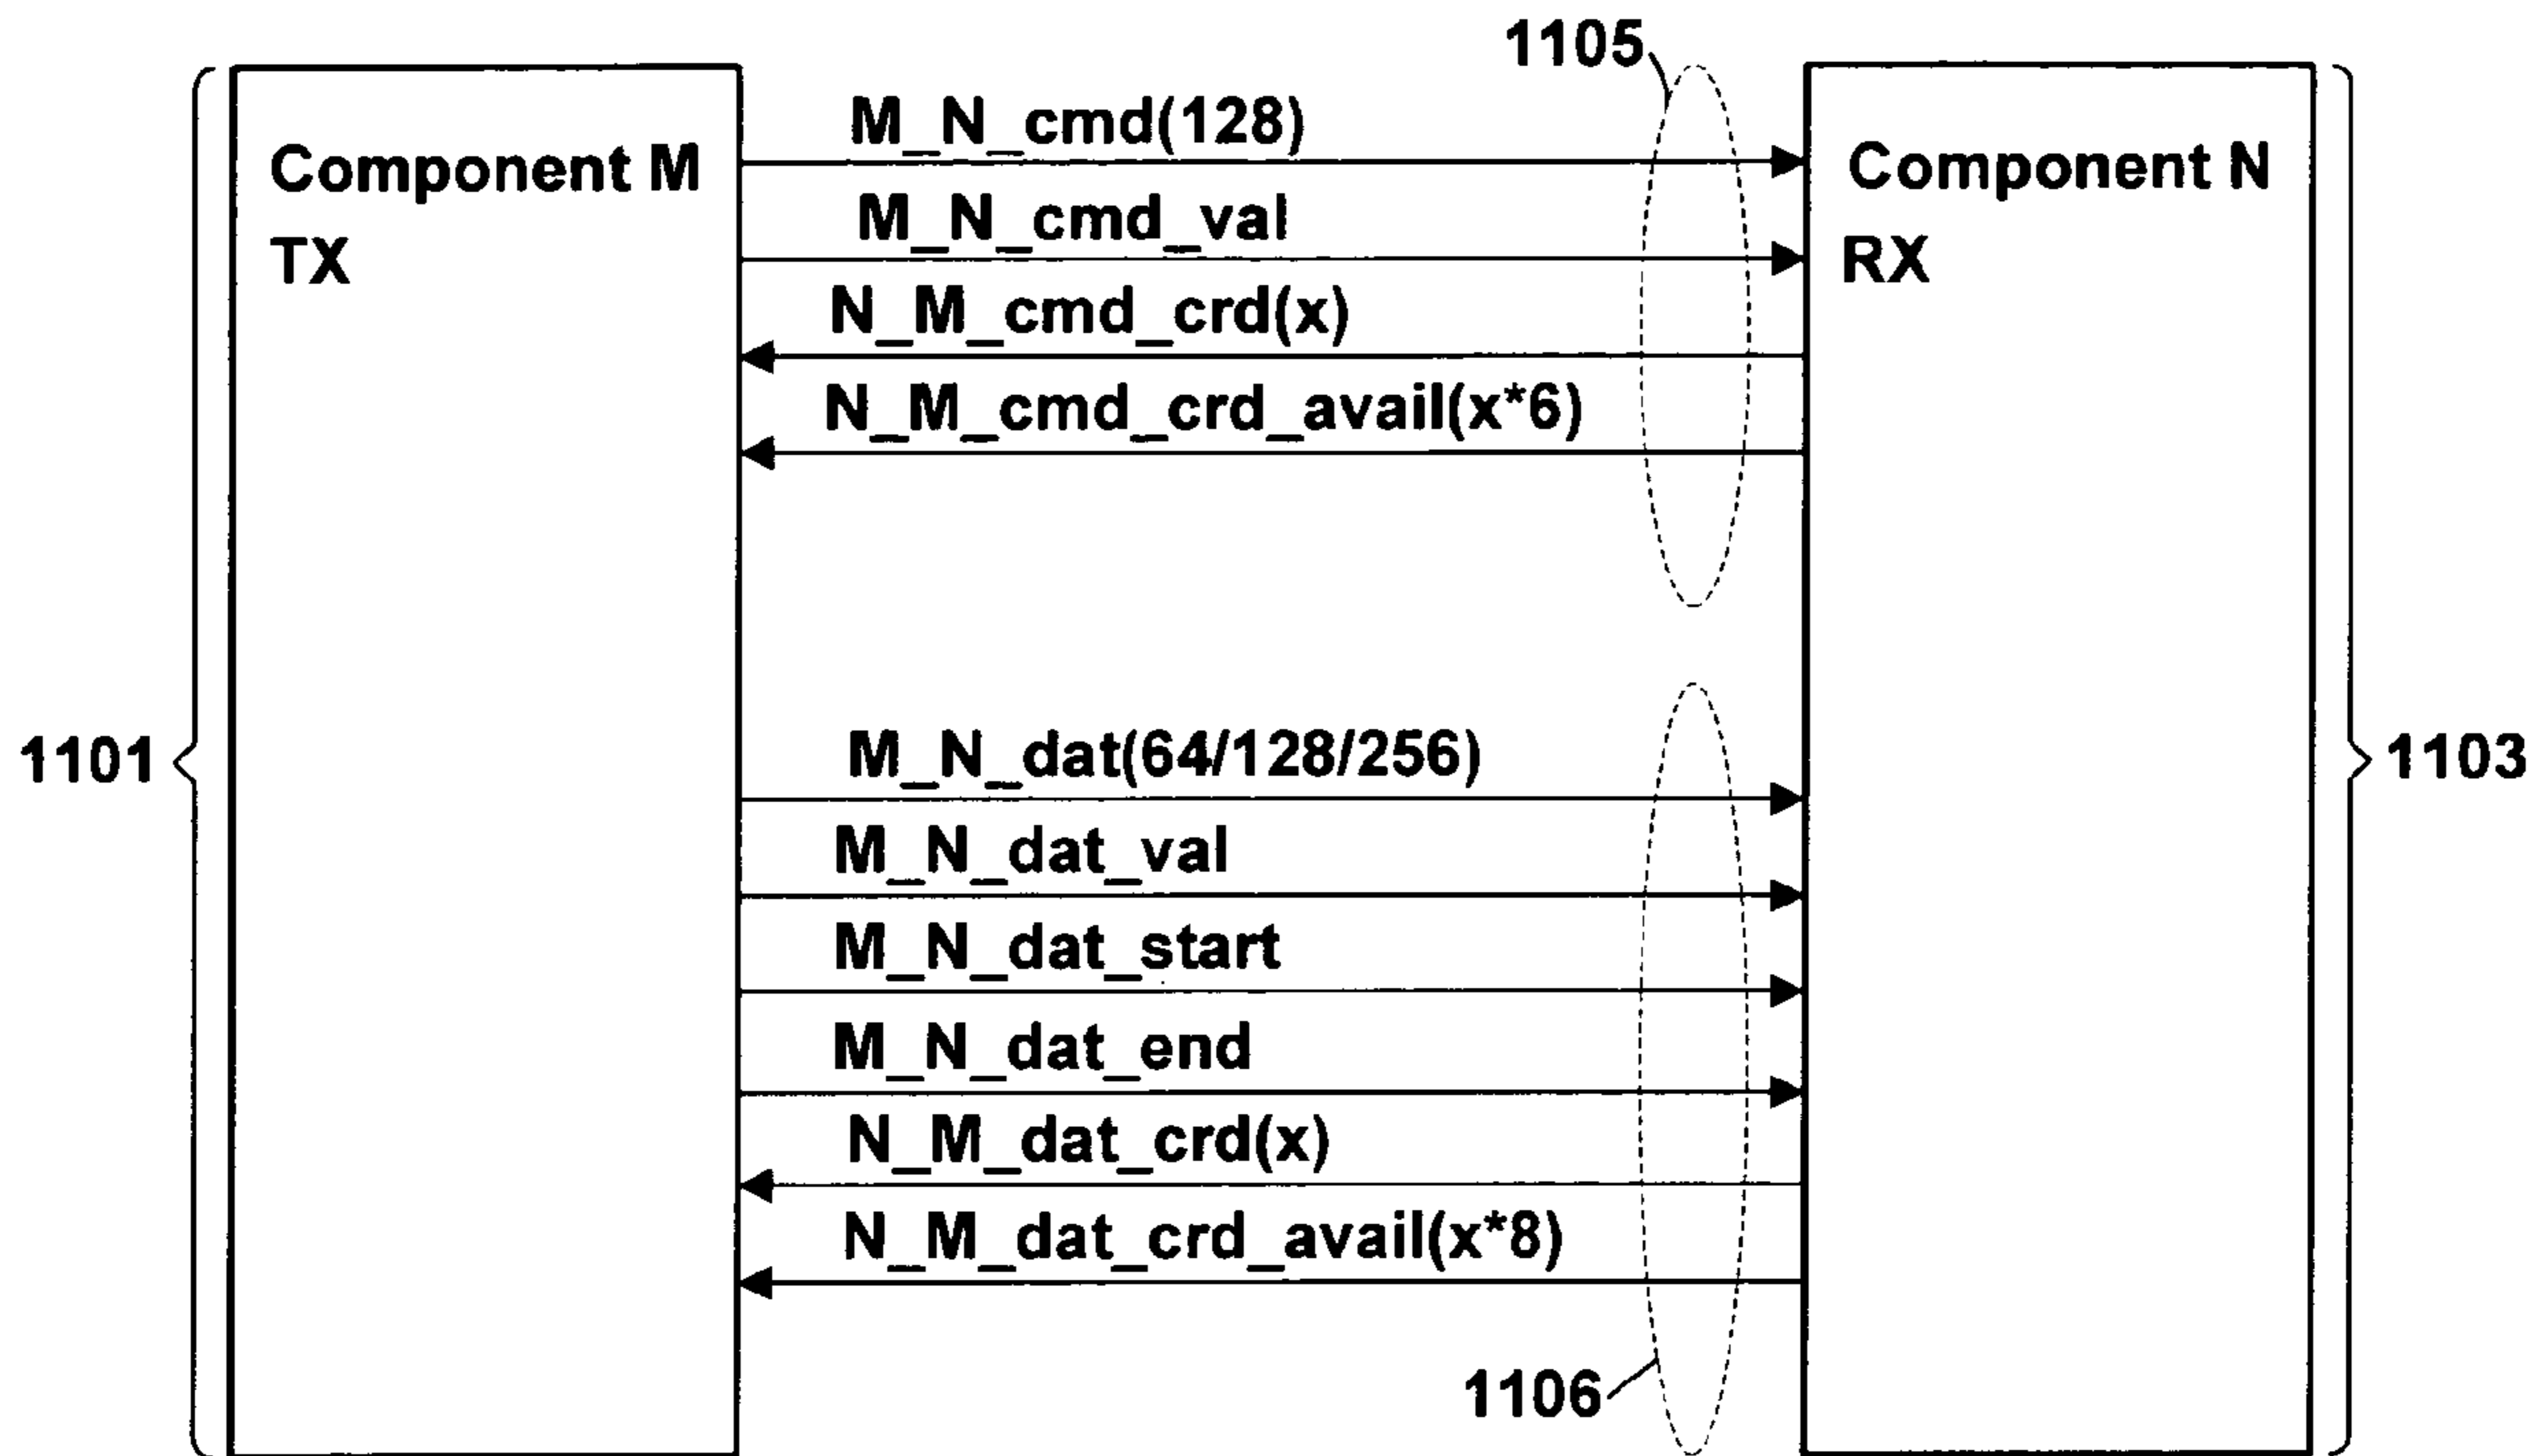 1105
M_N_cmd(128)
Component M
Component N
M_N_cmd_val
TX
RX
N_M_cmd_crd(x)
N_M_cmd_crd_avail(x*6)
M_N_dat(64/128/256)
1101
1103
M_N_dat_val
M_N_dat_start
M_N_dat_end
N_M_dat_crd(x)
N_M_dat_crd_avail(x*8)
1106